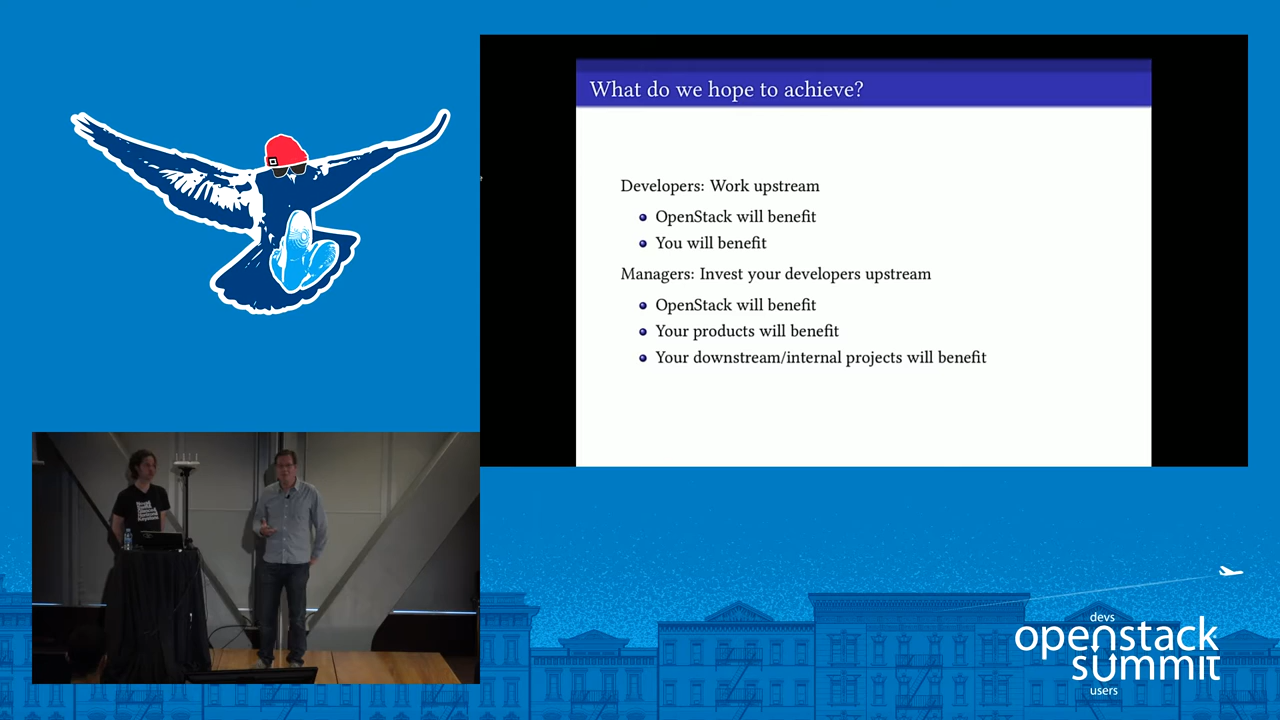 What do we hope to achieve?
Developers: Work upstream
OpenStack will benefit
You will benefit
Managers: Invest your developers upstream
OpenStack will benefit
Your products will benefit
Your downstream/internal projects will benefit
devs
openstack
summit
users